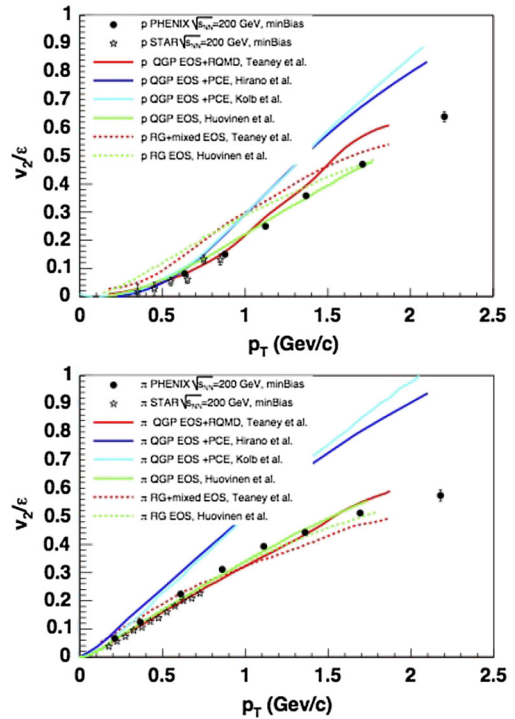 1
0.9
0.8
0.7
0.6
0.5
0.4
0.3
0.2
0.1
0
v₂/ε
p PHENIX √sNN=200 GeV, minBias
p STAR √sNN=200 GeV, minBias
p QGP EOS+RQMD, Teaney et al.
p QGP EOS +PCE, Hirano et al.
p QGP EOS +PCE, Kolb et al.
p QGP EOS, Huovinen et al.
p RG+mixed EOS, Teaney et al.
p RG EOS, Huovinen et al.
0 0.5 1 1.5 2 2.5
pT (Gev/c)
1
0.9
0.8
0.7
0.6
0.5
0.4
0.3
0.2
0.1
0
v₂/ε
π PHENIX √sNN=200 GeV, minBias
π STAR √sNN=200 GeV, minBias
π QGP EOS+RQMD, Teaney et al.
π QGP EOS +PCE, Hirano et al.
π QGP EOS +PCE, Kolb et al.
π QGP EOS, Huovinen et al.
π RG+mixed EOS, Teaney et al.
π RG EOS, Huovinen et al.
0 0.5 1 1.5 2 2.5
pT (Gev/c)